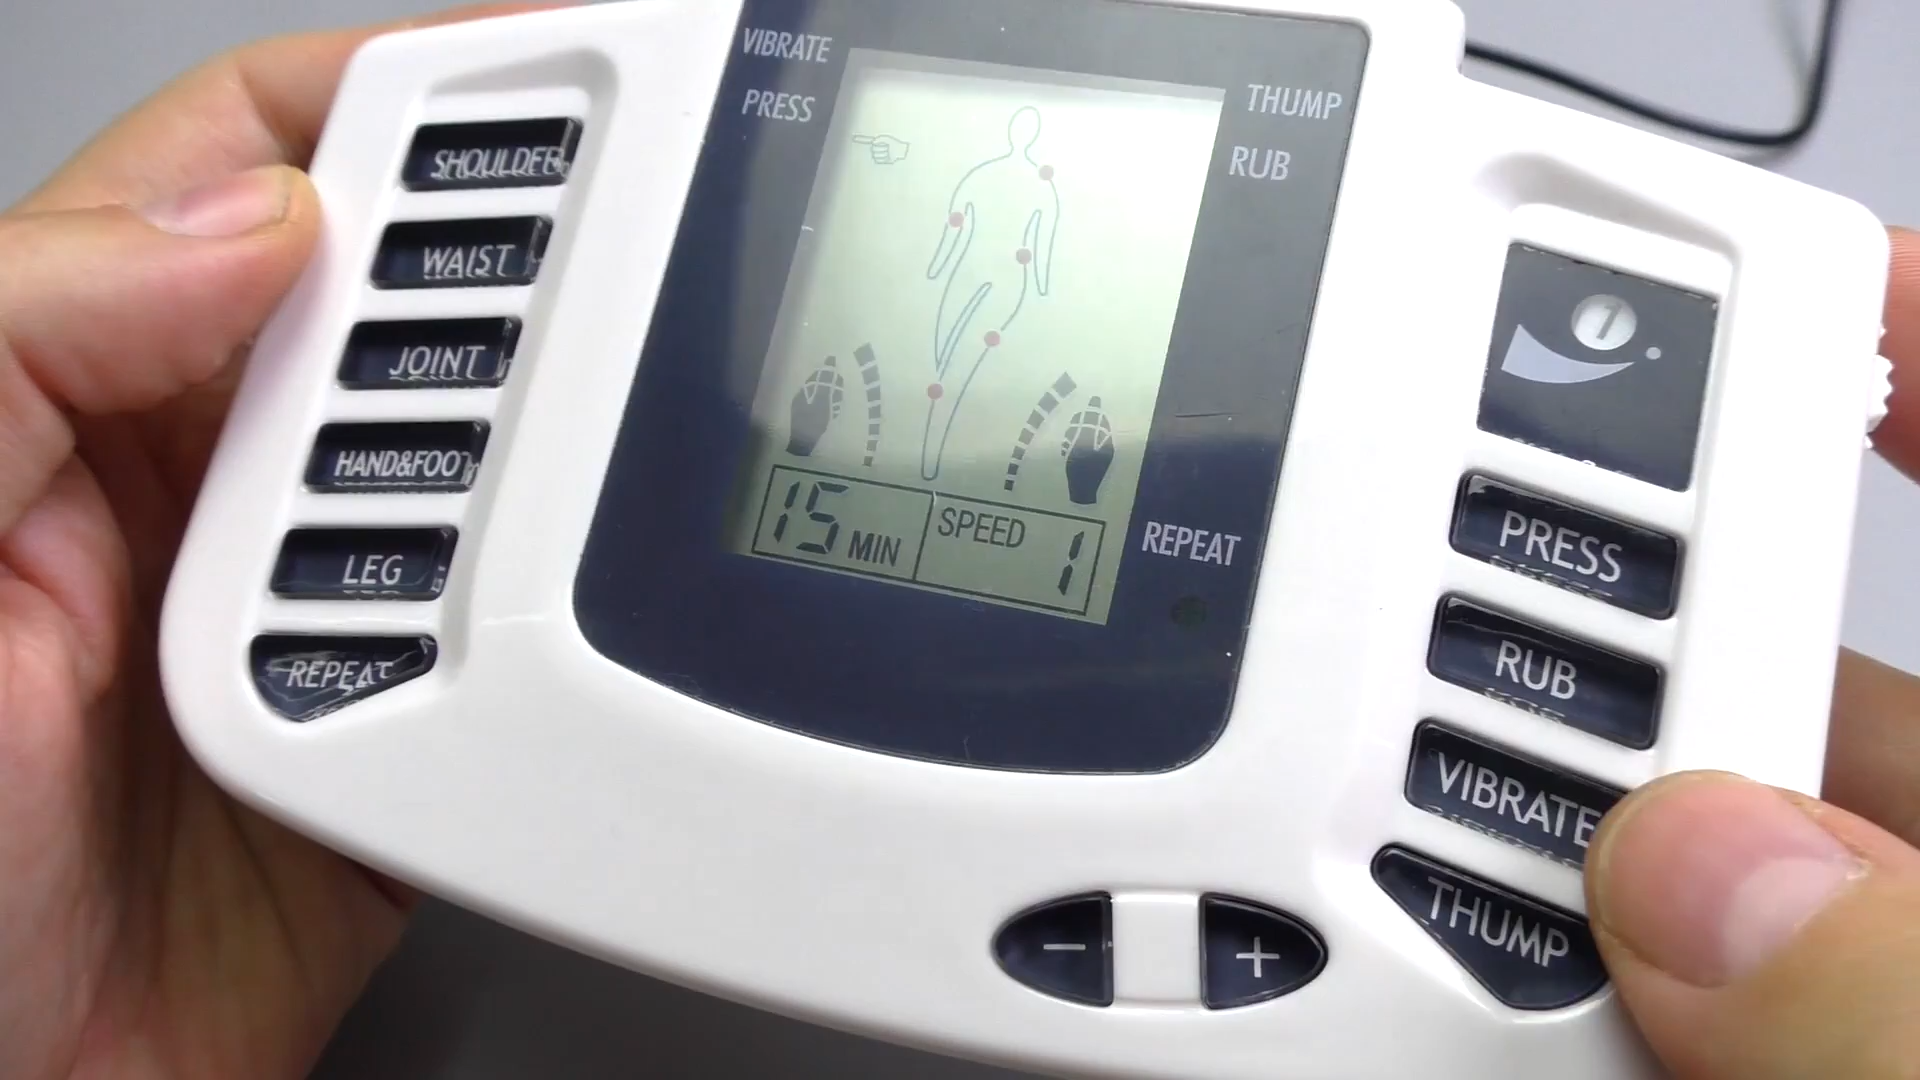 VIBRATE
PRESS
THUMP
RUB
15 MIN
SPEED 1
REPEAT
SHOULDER
WAIST
JOINT
HAND&FOOT
LEG
REPEAT
1
PRESS
RUB
VIBRATE
THUMP
- +